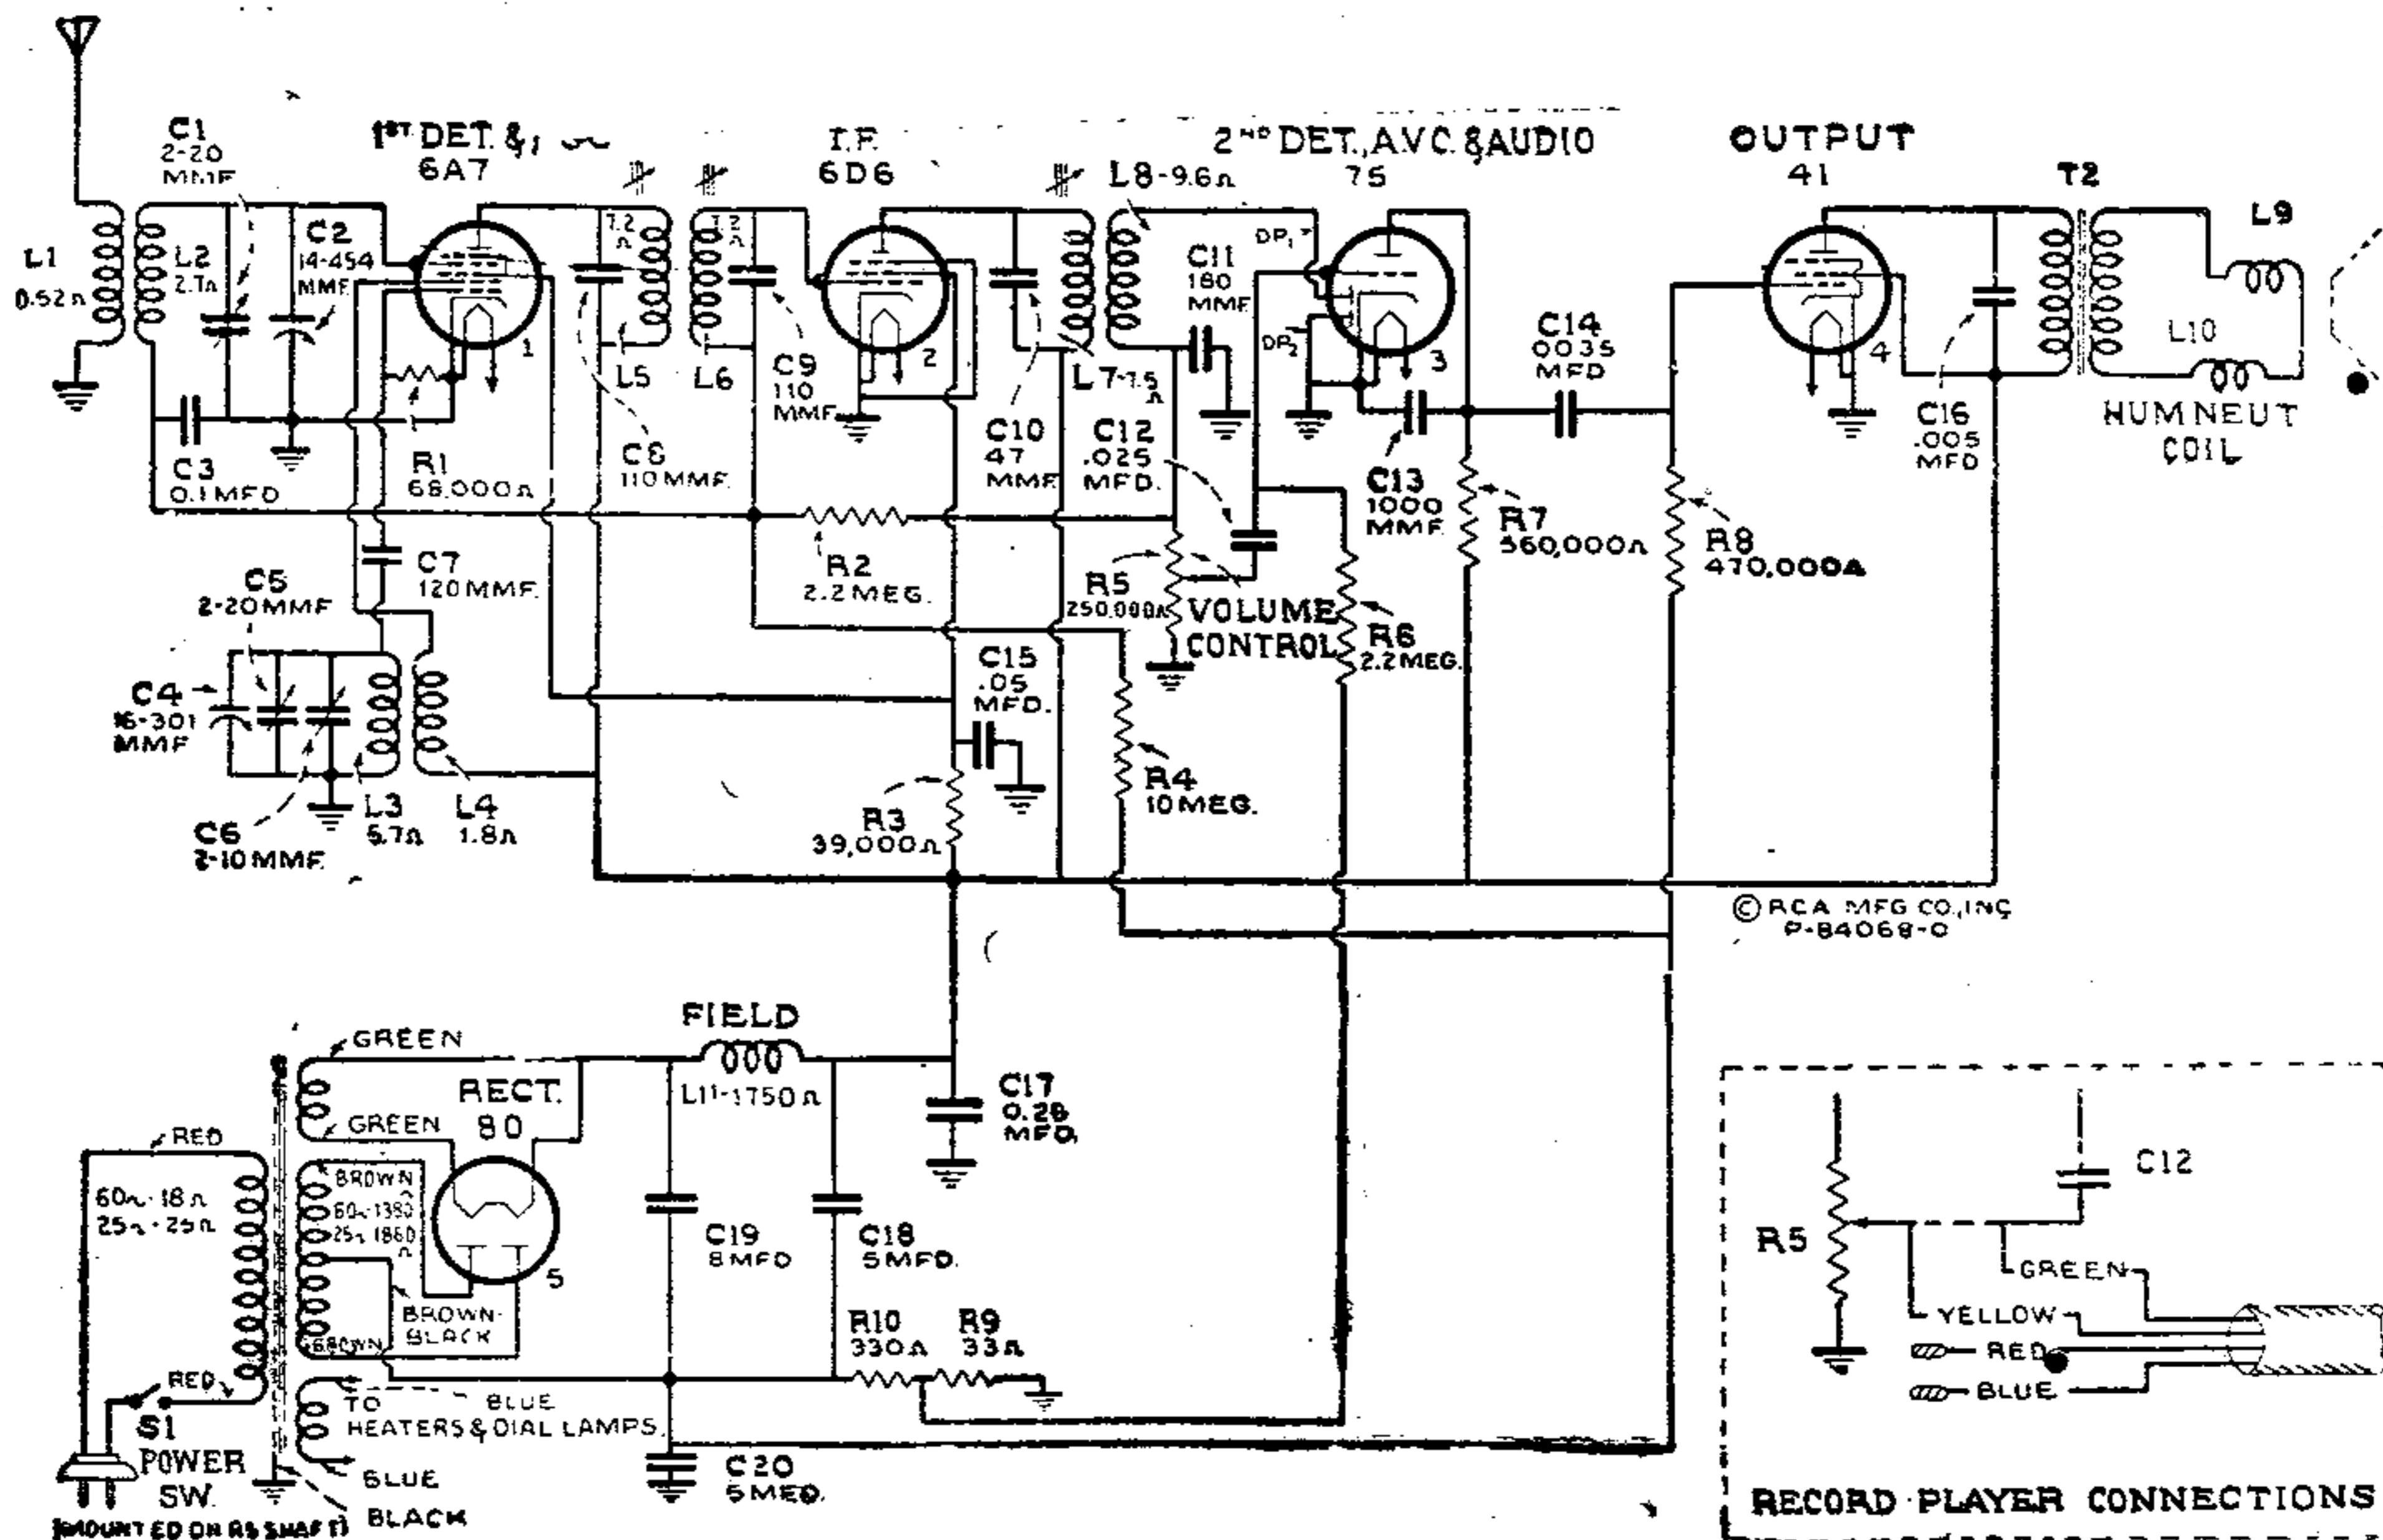 C1
2-20
MMF
1ST DET. &
6A7
I.F.
6D6
2ND DET., A.V.C. & AUDIO
75
OUTPUT
41
T2
L1
0.52Ω
L2
2.7Ω
C2
14-454
MMF.
1
7.2
Ω
7.2
Ω
L5
L6
C9
110
MMF.
2
L8-9.6Ω
DP1
DP2
C11
180
MMF.
3
L7-7.5
Ω
C14
.0035
MFD
4
L9
L10
HUM NEUT
COIL
C16
.005
MFD
C3
0.1 MFD
R1
68,000Ω
C8
110 MMF.
C10
47
MMF.
C12
.025
MFD.
C13
1000
MMF.
R7
560,000Ω
R8
470,000Ω
C7
120 MMF.
R2
2.2 MEG.
R5
250,000Ω
VOLUME
CONTROL
R6
2.2 MEG.
C5
2-20 MMF
C4
16-301
MMF
C6
2-10 MMF.
L3
5.7Ω
L4
1.8Ω
C15
.05
MFD.
R3
39,000Ω
R4
10 MEG.
© RCA MFG CO., INC
P-84068-0
GREEN
GREEN
RECT.
80
5
FIELD
L11-1750Ω
C17
0.28
MFD.
RED
60~-18Ω
25~-25Ω
BROWN
60~-1380
25~-1860
Ω
BROWN-
BLACK
BROWN
C19
8 MFD
C18
5 MFD.
R10
330Ω
R9
33Ω
RED
S1
POWER
SW.
(MOUNTED ON R5 SHAFT)
TO
HEATERS & DIAL LAMPS.
BLUE
BLUE
BLACK
C20
5 MFD.
R5
C12
GREEN
YELLOW
RED
BLUE
RECORD PLAYER CONNECTIONS